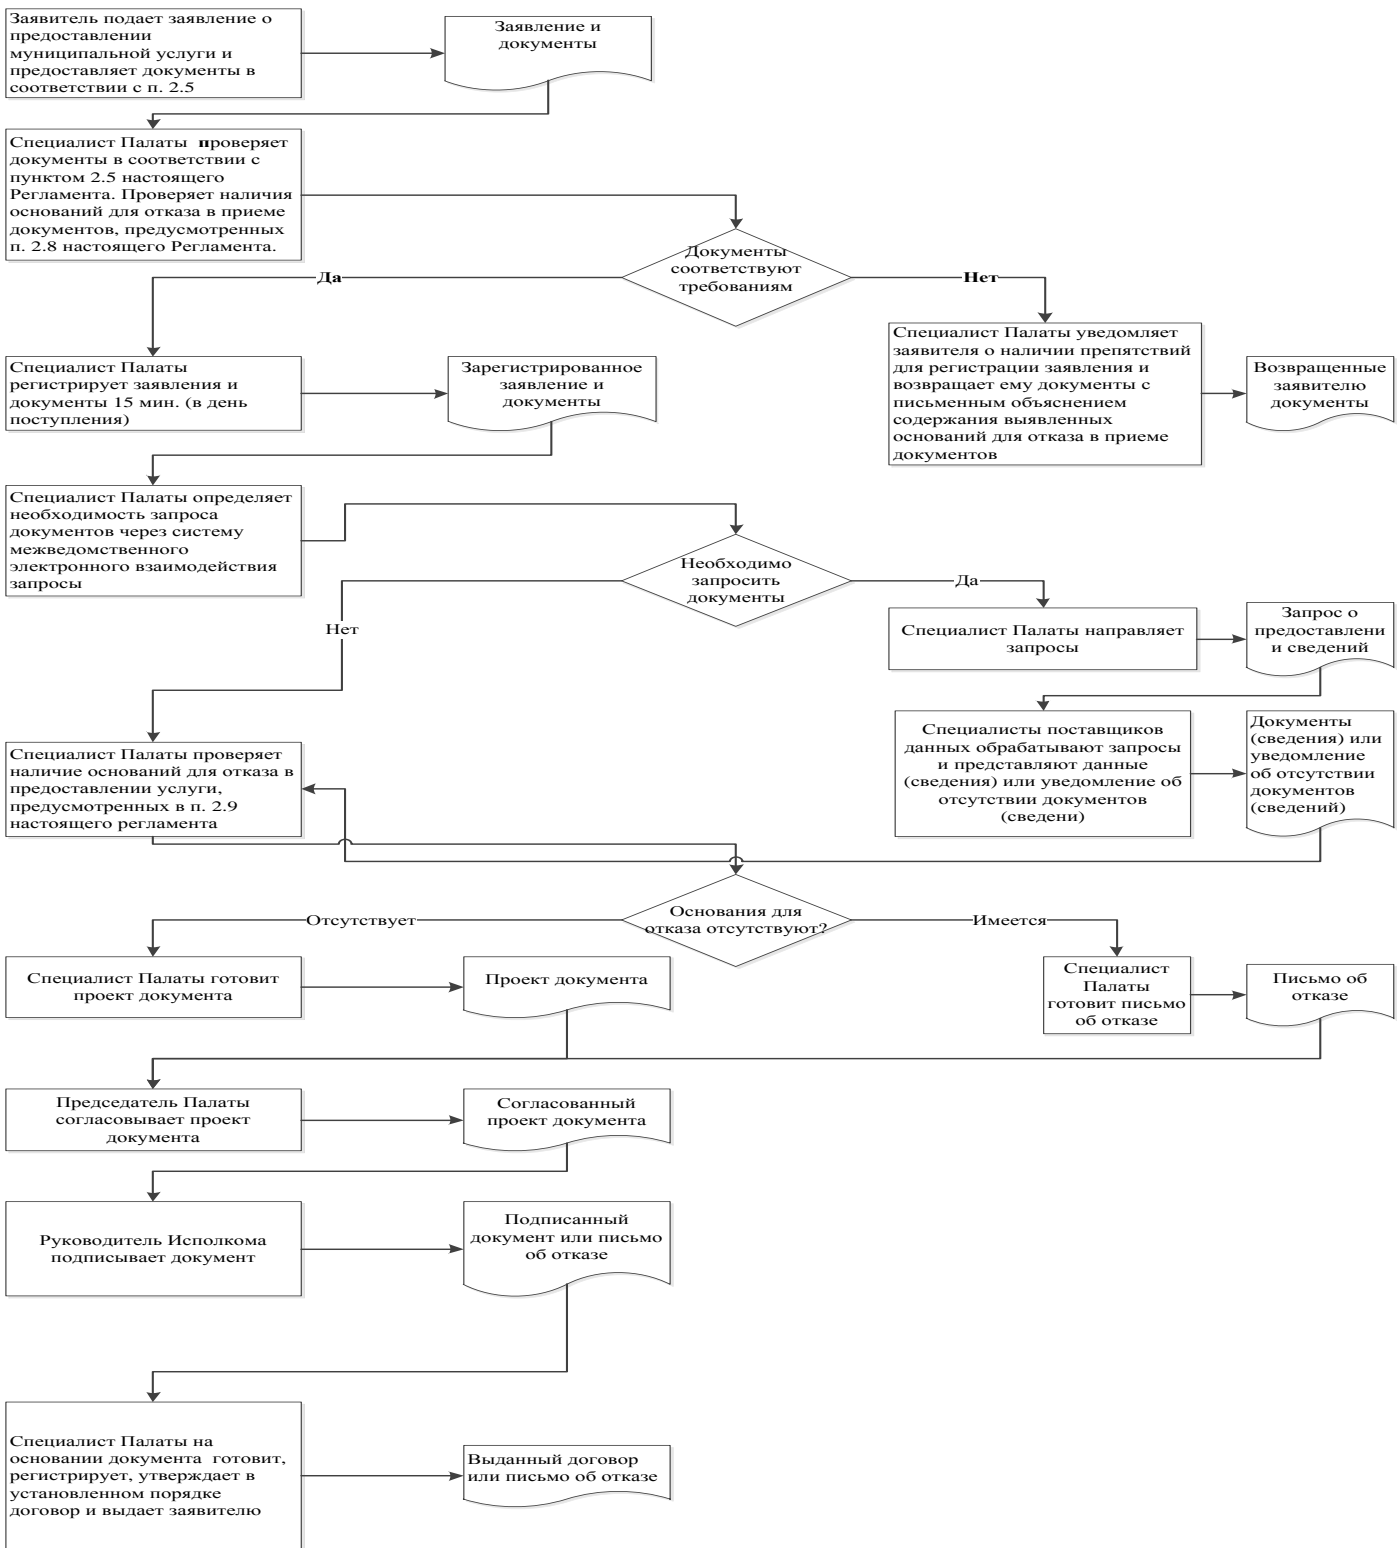 Заявитель подает заявление о
предоставлении
муниципальной услуги и
предоставляет документы в
соответствии с п. 2.5
Заявление и
документы
Специалист Палаты проверяет
документы в соответствии с
пунктом 2.5 настоящего
Регламента. Проверяет наличия
оснований для отказа в приеме
документов, предусмотренных
п. 2.8 настоящего Регламента.
Документы
соответствуют
требованиям
Да
Нет
Специалист Палаты
регистрирует заявления и
документы 15 мин. (в день
поступления)
Зарегистрированное
заявление и
документы
Специалист Палаты уведомляет
заявителя о наличии препятствий
для регистрации заявления и
возвращает ему документы с
письменным объяснением
содержания выявленных
оснований для отказа в приеме
документов
Возвращенные
заявителю
документы
Специалист Палаты определяет
необходимость запроса
документов через систему
межведомственного
электронного взаимодействия
запросы
Необходимо
запросить
документы
Да
Нет
Специалист Палаты направляет
запросы
Запрос о
предоставлени
и сведений
Специалисты поставщиков
данных обрабатывают запросы
и представляют данные
(сведения) или уведомление об
отсутствии документов
(сведени)
Документы
(сведения) или
уведомление
об отсутствии
документов
(сведений)
Специалист Палаты проверяет
наличие оснований для отказа в
предоставлении услуги,
предусмотренных в п. 2.9
настоящего регламента
Основания для
отказа отсутствуют?
Отсутствует
Имеется
Специалист Палаты готовит
проект документа
Проект документа
Специалист
Палаты
готовит письмо
об отказе
Письмо об
отказе
Председатель Палаты
согласовывает проект
документа
Согласованный
проект документа
Руководитель Исполкома
подписывает документ
Подписанный
документ или письмо
об отказе
Специалист Палаты на
основании документа готовит,
регистрирует, утверждает в
установленном порядке
договор и выдает заявителю
Выданный договор
или письмо об отказе